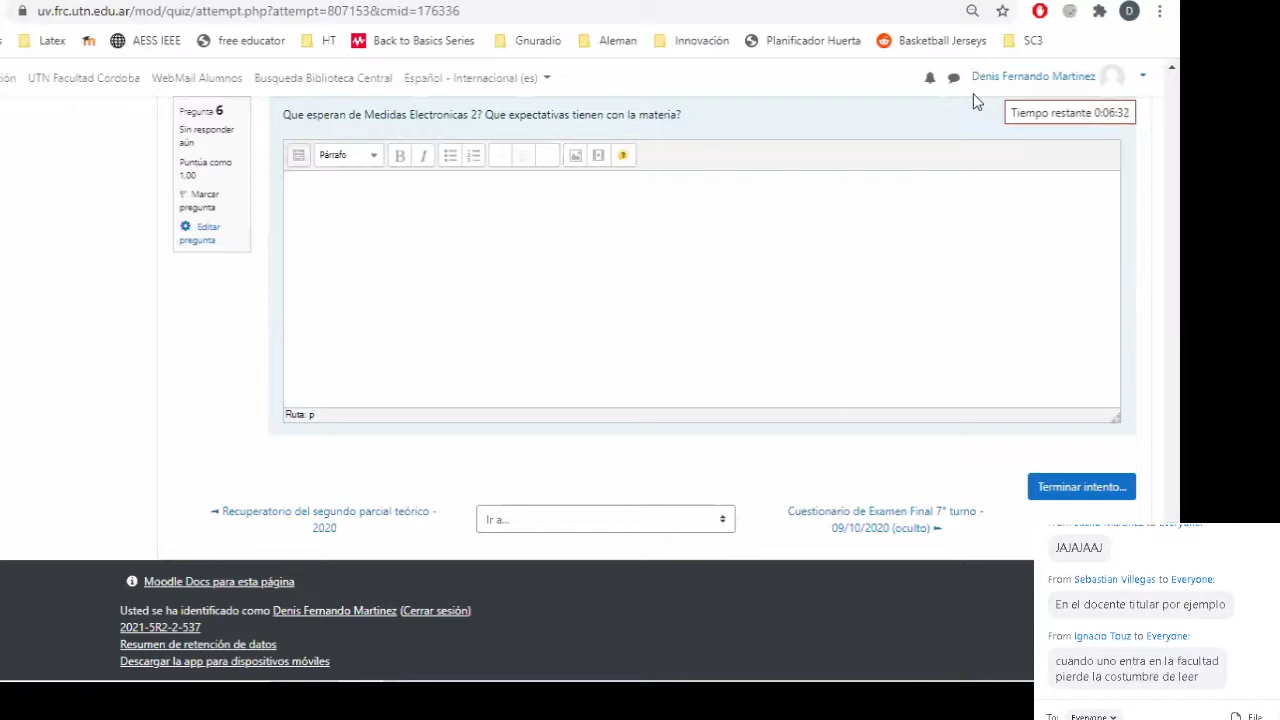 uv.frc.utn.edu.ar/mod/quiz/attempt.php?attempt=807153&cmid=176336
Latex
AESS IEEE
free educator
HT
Back to Basics Series
Gnuradio
Aleman
Innovación
Planificador Huerta
Basketball Jerseys
SC3
ión
UTN Facultad Córdoba
WebMail Alumnos
Busqueda Biblioteca Central
Español - Internacional (es)
Denis Fernando Martinez
Pregunta 6
Sin responder
aún
Puntúa como
1,00
Marcar
pregunta
Editar
pregunta
Que esperan de Medidas Electronicas 2? Que expectativas tienen con la materia?
Tiempo restante 0:06:32
Párrafo
B I
Ruta: p
Terminar intento...
◄ Recuperatorio del segundo parcial teórico -
2020
Ir a...
Cuestionario de Examen Final 7° turno -
09/10/2020 (oculto) ►
Moodle Docs para esta página
Usted se ha identificado como Denis Fernando Martinez (Cerrar sesión)
2021-5R2-2-537
Resumen de retención de datos
Descargar la app para dispositivos móviles
JAJAJAAJ
From Sebastian Villegas to Everyone:
En el docente titular por ejemplo
From Ignacio Touz to Everyone:
cuando uno entra en la facultad
pierde la costumbre de leer
To: Everyone
File